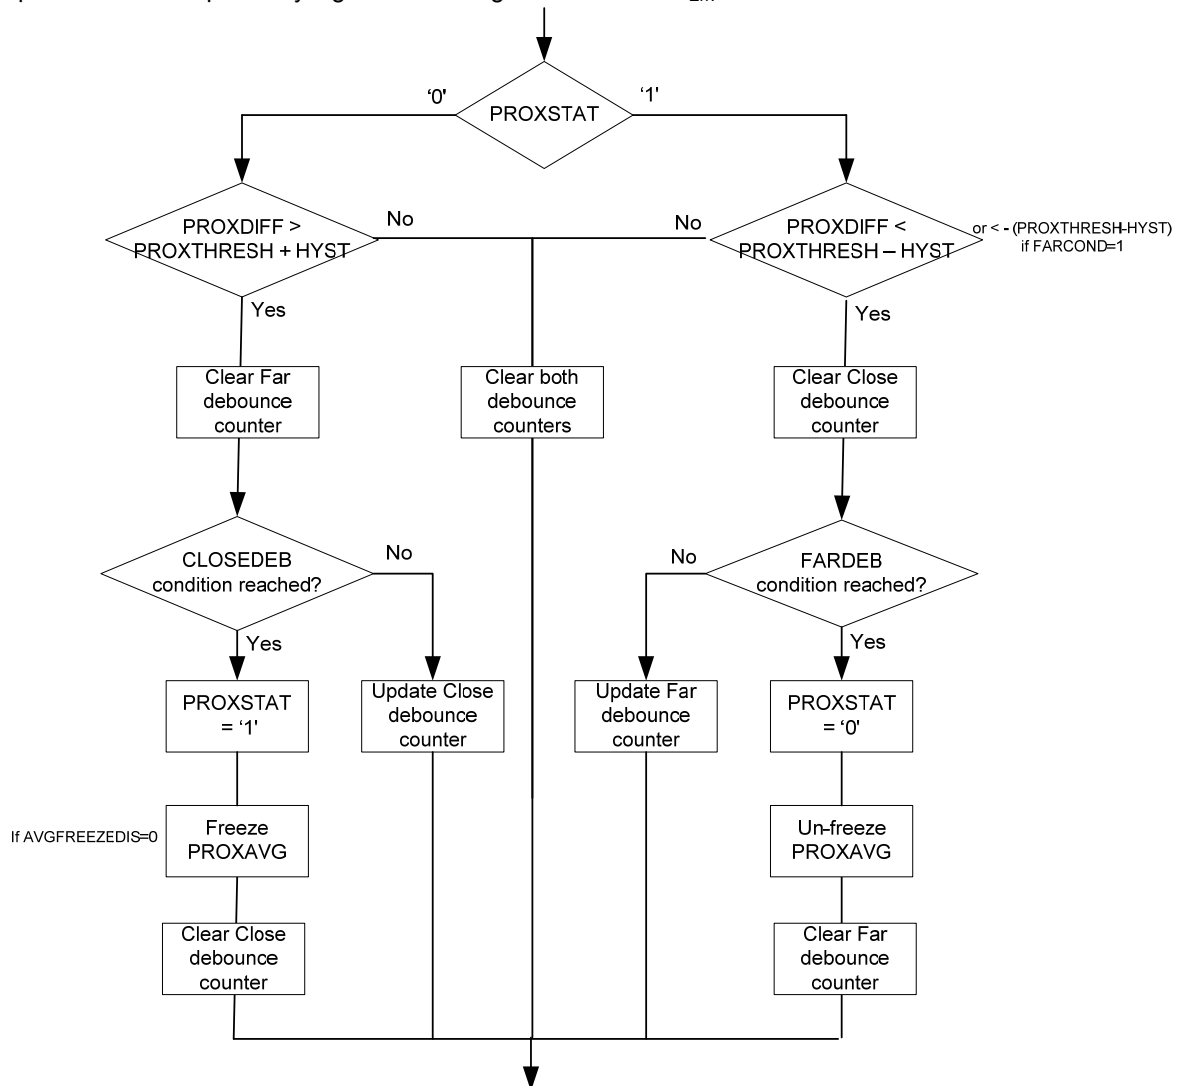 PROXSTAT
‘0’
‘1’
PROXDIFF >
PROXTHRESH + HYST
No
No
PROXDIFF <
PROXTHRESH – HYST
or < - (PROXTHRESH-HYST)
if FARCOND=1
Yes
Yes
Clear Far
debounce
counter
Clear both
debounce
counters
Clear Close
debounce
counter
CLOSEDEB
condition reached?
No
No
FARDEB
condition reached?
Yes
Yes
PROXSTAT
= ‘1’
Update Close
debounce
counter
Update Far
debounce
counter
PROXSTAT
= ‘0’
If AVGFREEZEDIS=0
Freeze
PROXAVG
Un-freeze
PROXAVG
Clear Close
debounce
counter
Clear Far
debounce
counter